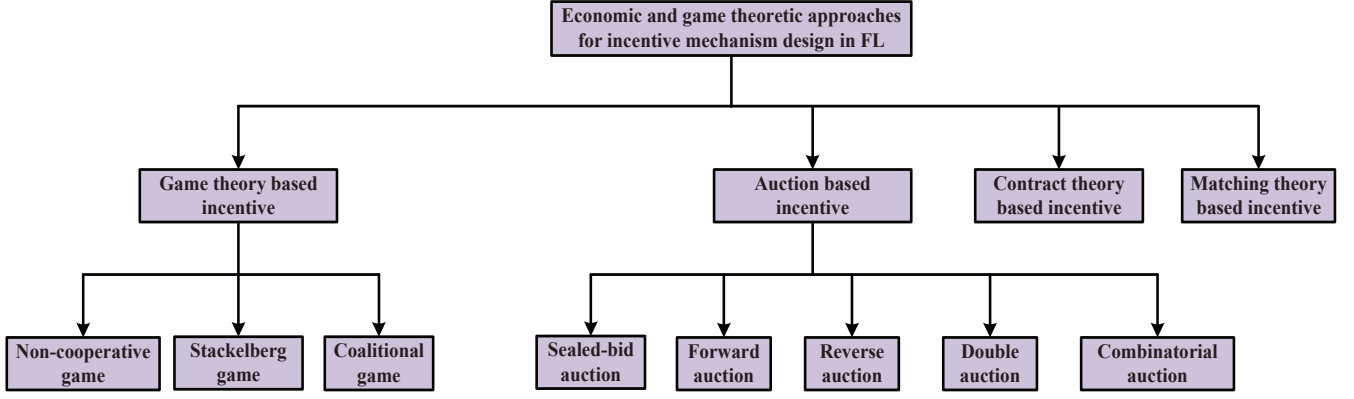 Economic and game theoretic approaches
for incentive mechanism design in FL
Game theory based
incentive
Auction based
incentive
Contract theory
based incentive
Matching theory
based incentive
Non-cooperative
game
Stackelberg
game
Coalitional
game
Sealed-bid
auction
Forward
auction
Reverse
auction
Double
auction
Combinatorial
auction